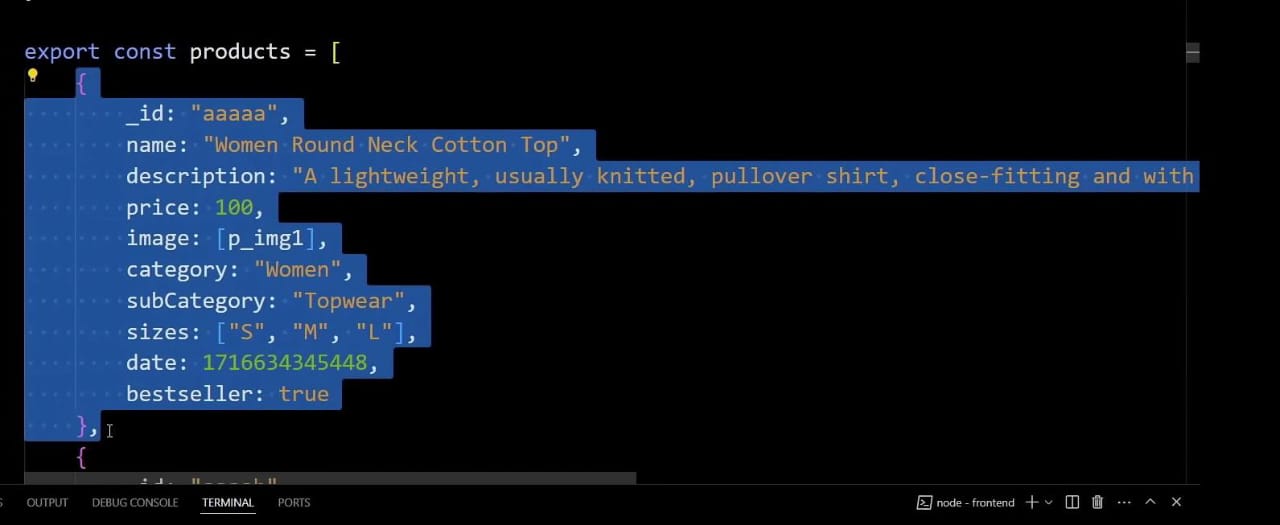 export const products = [
{
_id: "aaaaa",
name: "Women Round Neck Cotton Top",
description: "A lightweight, usually knitted, pullover shirt, close-fitting and with
price: 100,
image: [p_img1],
category: "Women",
subCategory: "Topwear",
sizes: ["S", "M", "L"],
date: 1716634345448,
bestseller: true
},
{
OUTPUT DEBUG CONSOLE TERMINAL PORTS node - frontend